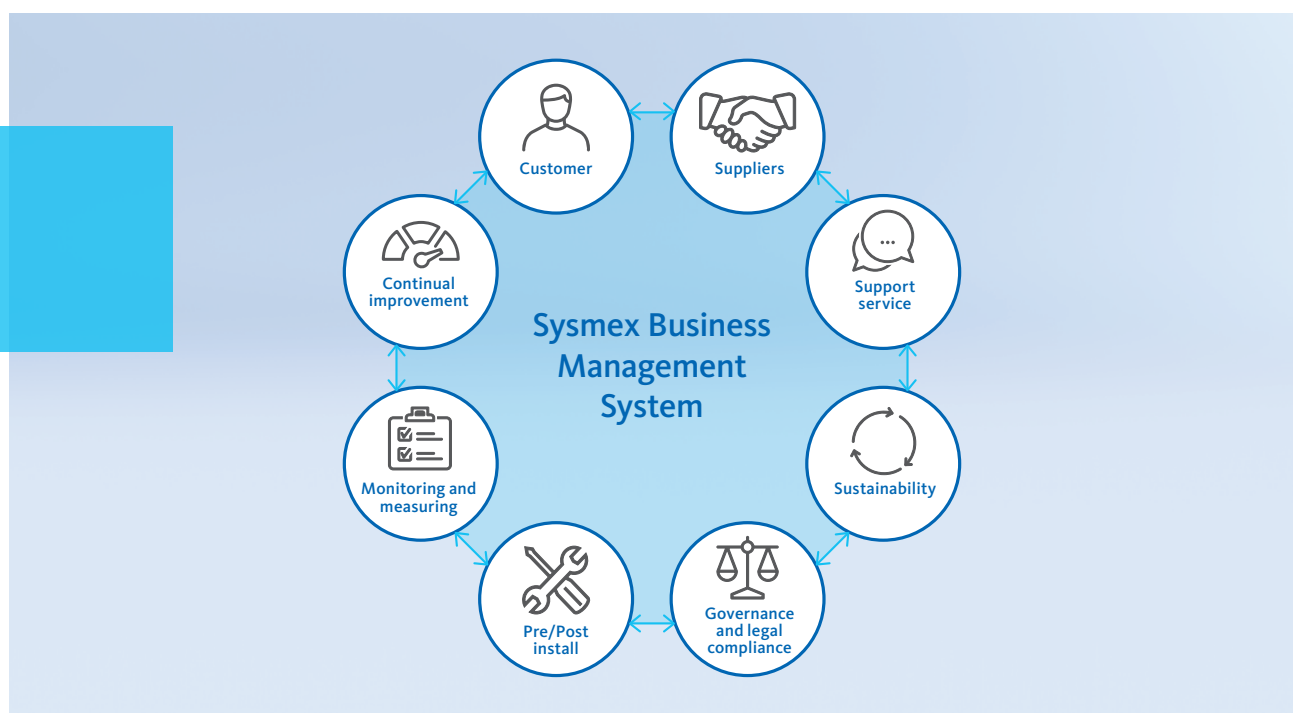 Customer
Suppliers
Continual
improvement
Support
service
Sysmex Business
Management
System
Monitoring and
measuring
Sustainability
Pre/Post
install
Governance
and legal
compliance